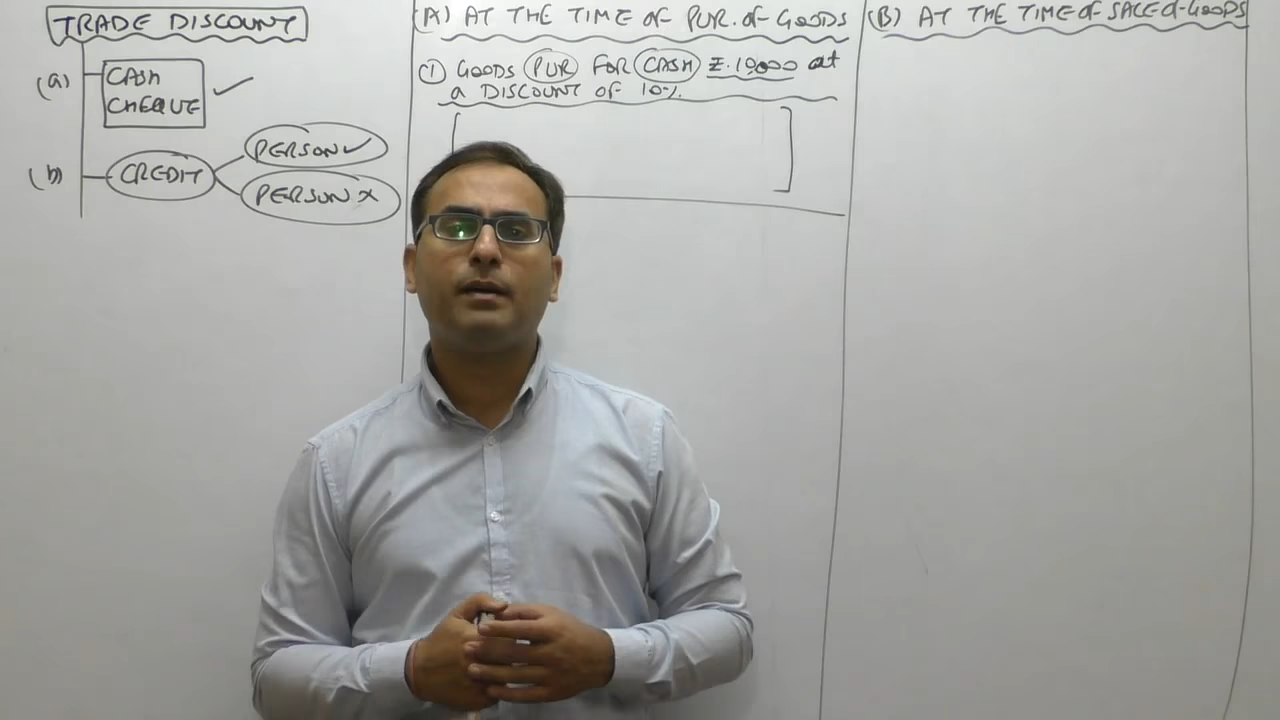 TRADE DISCOUNT
(a) CASH
CHEQUE ✓
(b) CREDIT
PERSON ✓
PERSON X
(A) AT THE TIME OF PUR. OF GOODS
① GOODS PUR FOR CASH ₹. 10,000 at
a DISCOUNT OF 10%.
(B) AT THE TIME OF SALE OF GOODS